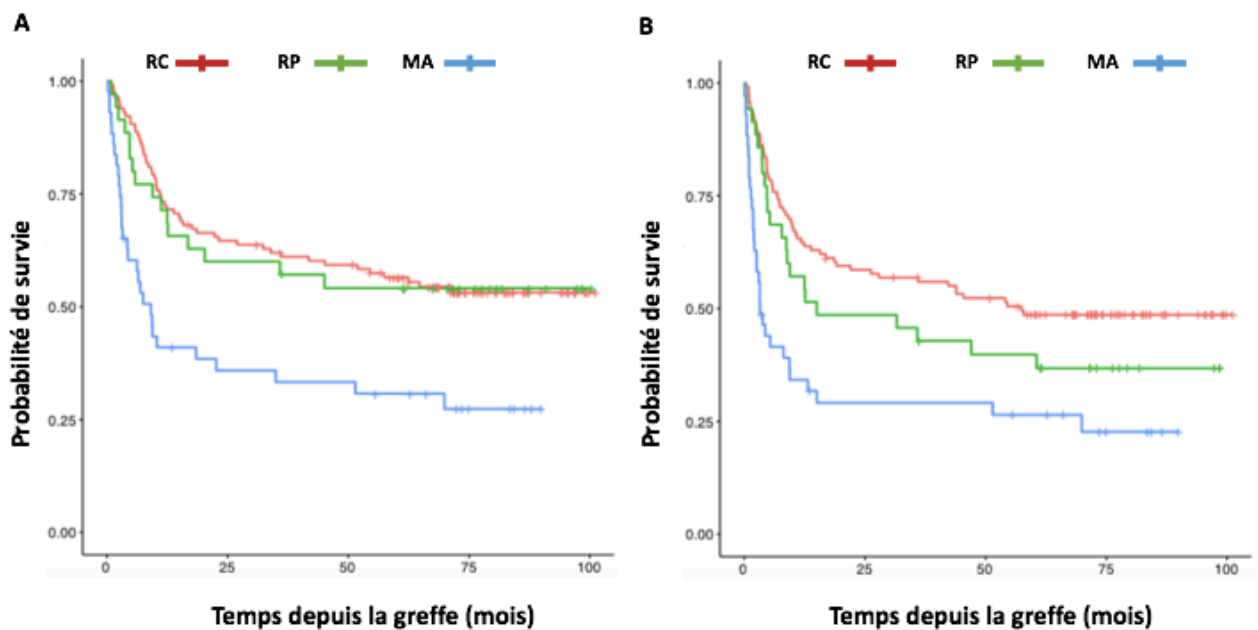 A
RC RP MA
Probabilité de survie
1.00
0.75
0.50
0.25
0.00
0 25 50 75 100
Temps depuis la greffe (mois)
B
RC RP MA
Probabilité de survie
1.00
0.75
0.50
0.25
0.00
0 25 50 75 100
Temps depuis la greffe (mois)